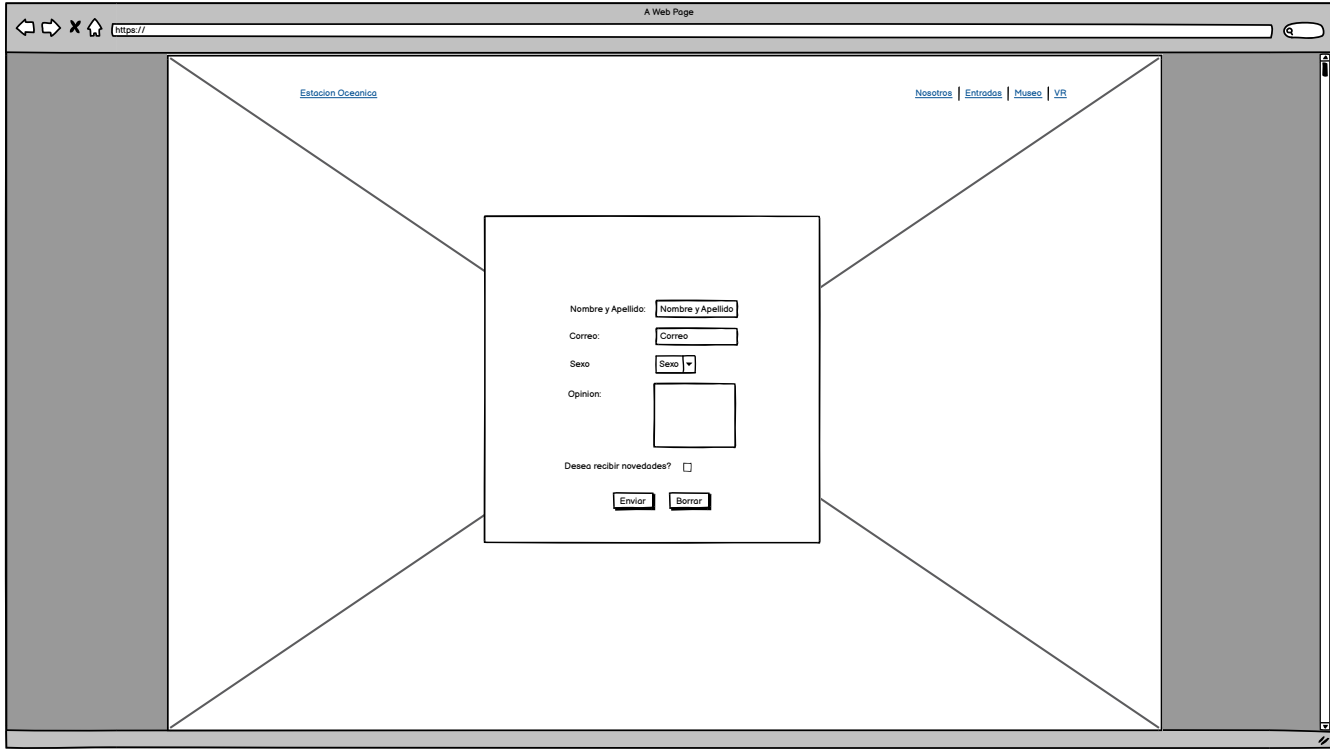 A Web Page
https://
Estacion Oceanica
Nosotros | Entradas | Museo | VR
Nombre y Apellido: Nombre y Apellido
Correo: Correo
Sexo Sexo
Opinion:
Desea recibir novedades?
Enviar Borrar